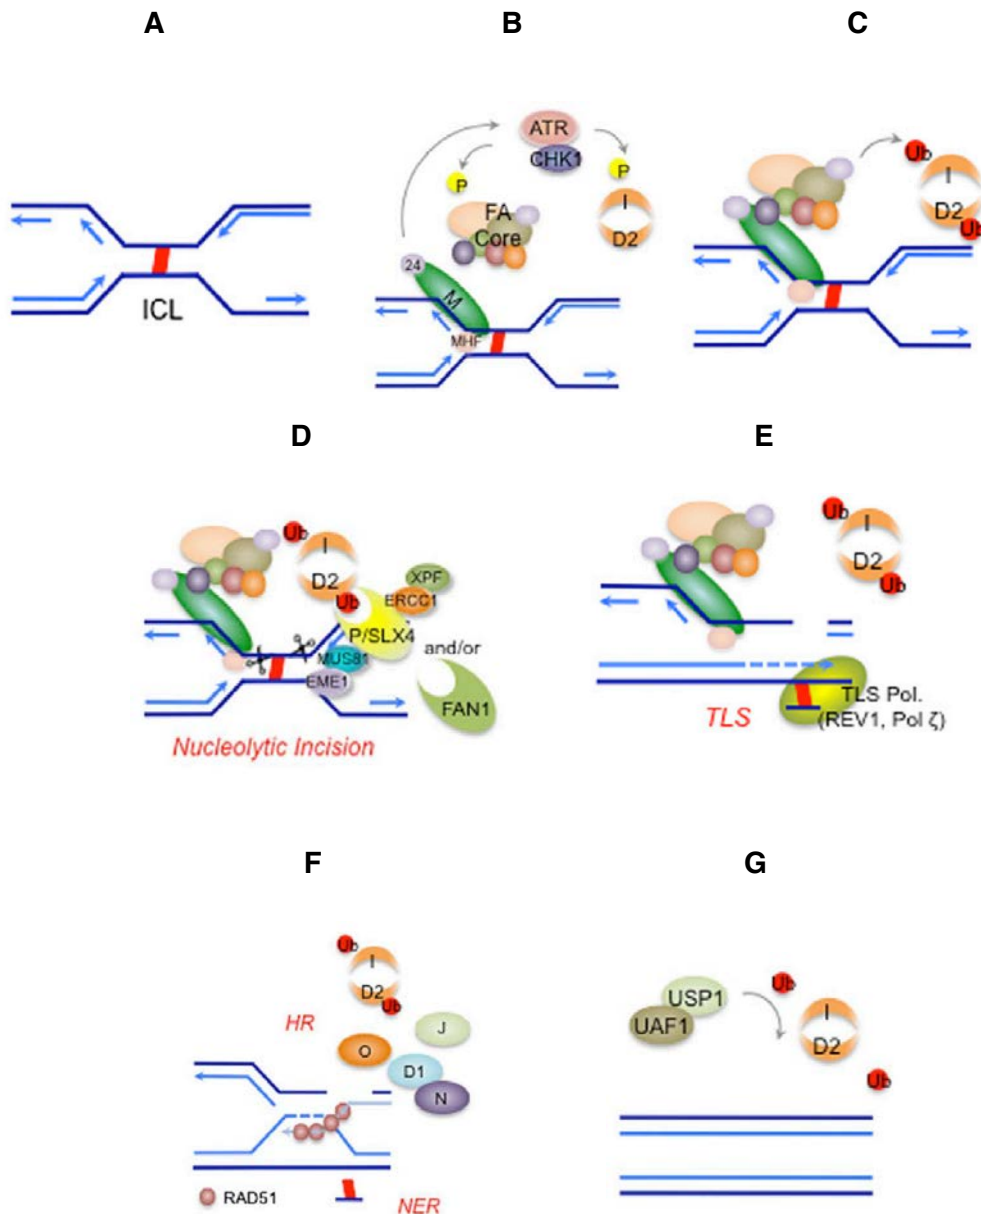 A
B
C
ICL
ATR
CHK1
P
P
FA
Core
I
D2
24
M
MHF
Ub
I
D2
Ub
D
E
Ub
I
D2
Ub
XPF
ERCC1
P/SLX4
MUS81
EME1
and/or
FAN1
Nucleolytic Incision
Ub
I
D2
Ub
TLS
TLS Pol.
(REV1, Pol ζ)
F
G
Ub
I
D2
Ub
HR
J
O
D1
N
RAD51
NER
USP1
UAF1
Ub
I
D2
Ub